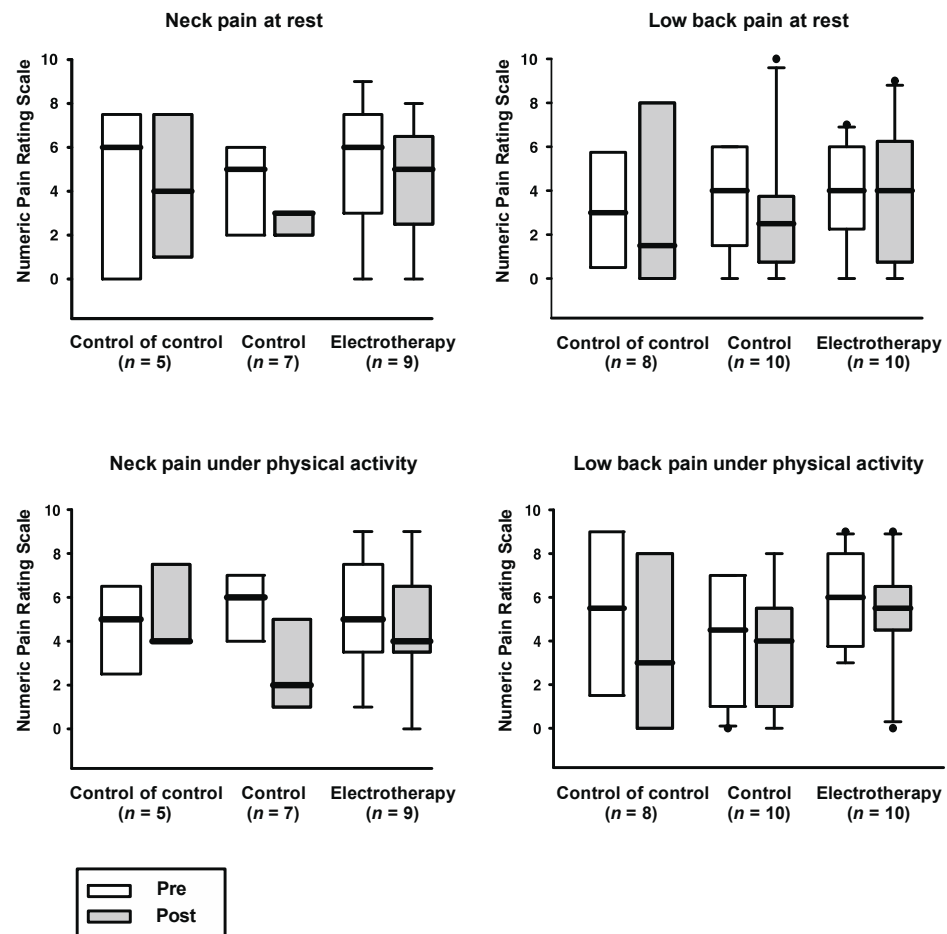 Neck pain at rest
Numeric Pain Rating Scale
10
8
6
4
2
0
Control of control
(n = 5)
Control
(n = 7)
Electrotherapy
(n = 9)
Low back pain at rest
Numeric Pain Rating Scale
10
8
6
4
2
0
Control of control
(n = 8)
Control
(n = 10)
Electrotherapy
(n = 10)
Neck pain under physical activity
Numeric Pain Rating Scale
10
8
6
4
2
0
Control of control
(n = 5)
Control
(n = 7)
Electrotherapy
(n = 9)
Low back pain under physical activity
Numeric Pain Rating Scale
10
8
6
4
2
0
Control of control
(n = 8)
Control
(n = 10)
Electrotherapy
(n = 10)
Pre
Post